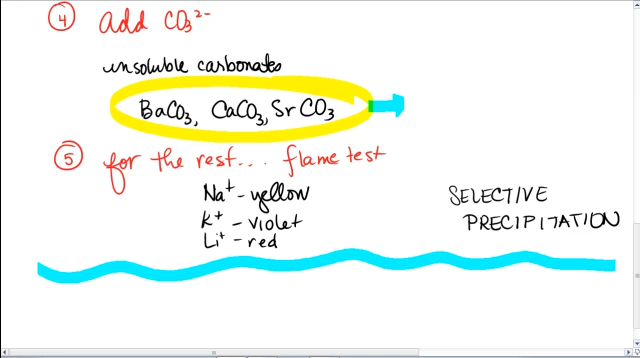 ④ add CO₃²⁻
unsoluble carbonates
BaCO₃, CaCO₃, SrCO₃
⑤ for the rest.... flame test
Na⁺ - yellow
K⁺ - violet
Li⁺ - red
SELECTIVE
PRECIPITATION